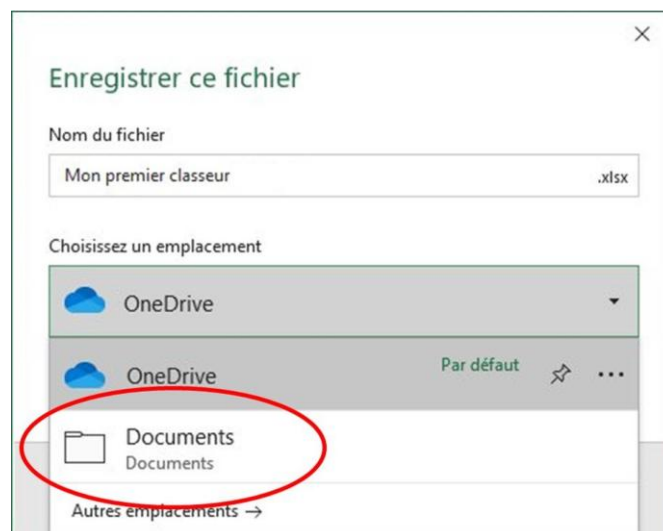 Enregistrer ce fichier
Nom du fichier
Mon premier classeur .xlsx
Choisissez un emplacement
OneDrive
OneDrive Par défaut
Documents
Documents
Autres emplacements →